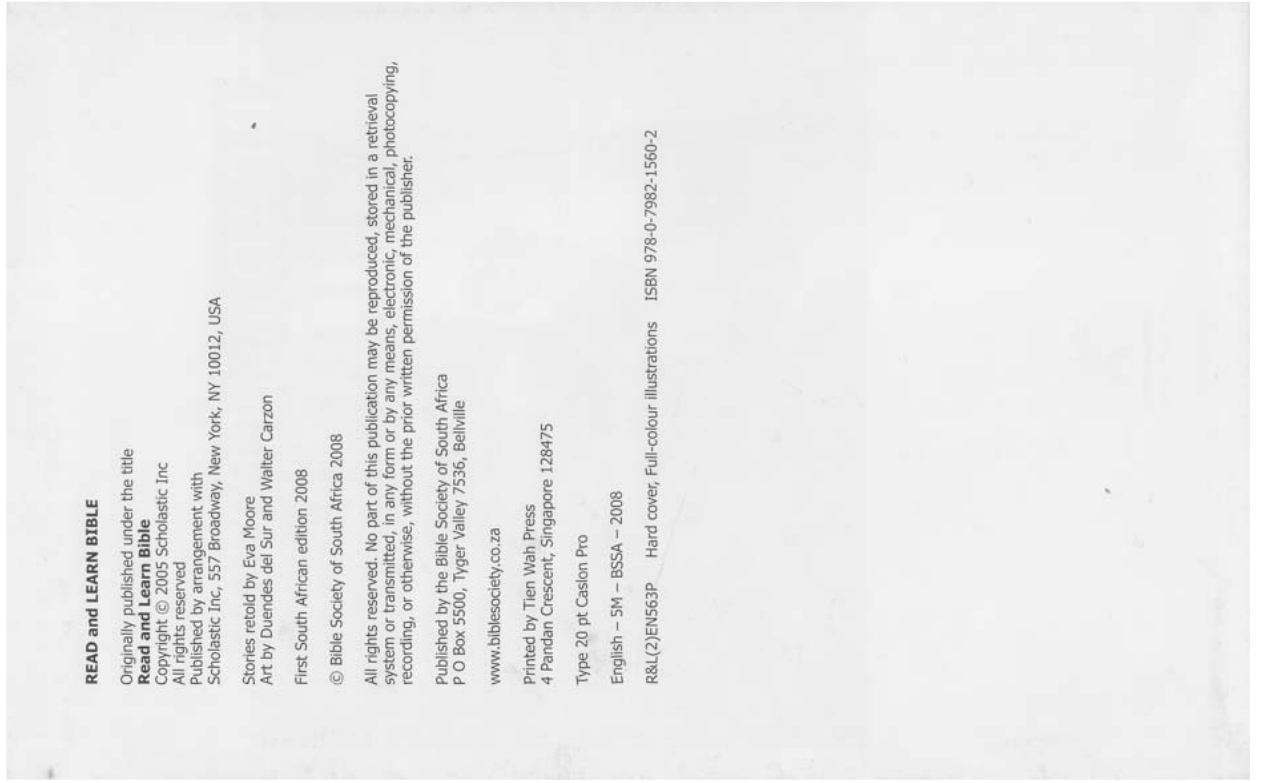 READ and LEARN BIBLE
Originally published under the title
Read and Learn Bible
Copyright © 2005 Scholastic Inc
All rights reserved
Published by arrangement with
Scholastic Inc, 557 Broadway, New York, NY 10012, USA
Stories retold by Eva Moore
Art by Duendes del Sur and Walter Carzon
First South African edition 2008
© Bible Society of South Africa 2008
All rights reserved. No part of this publication may be reproduced, stored in a retrieval
system or transmitted, in any form or by any means, electronic, mechanical, photocopying,
recording, or otherwise, without the prior written permission of the publisher.
Published by the Bible Society of South Africa
P O Box 5500, Tyger Valley 7536, Bellville
www.biblesociety.co.za
Printed by Tien Wah Press
4 Pandan Crescent, Singapore 128475
Type 20 pt Caslon Pro
English – 5M – BSSA – 2008
R&L(2)EN563P Hard cover, Full-colour illustrations ISBN 978-0-7982-1560-2